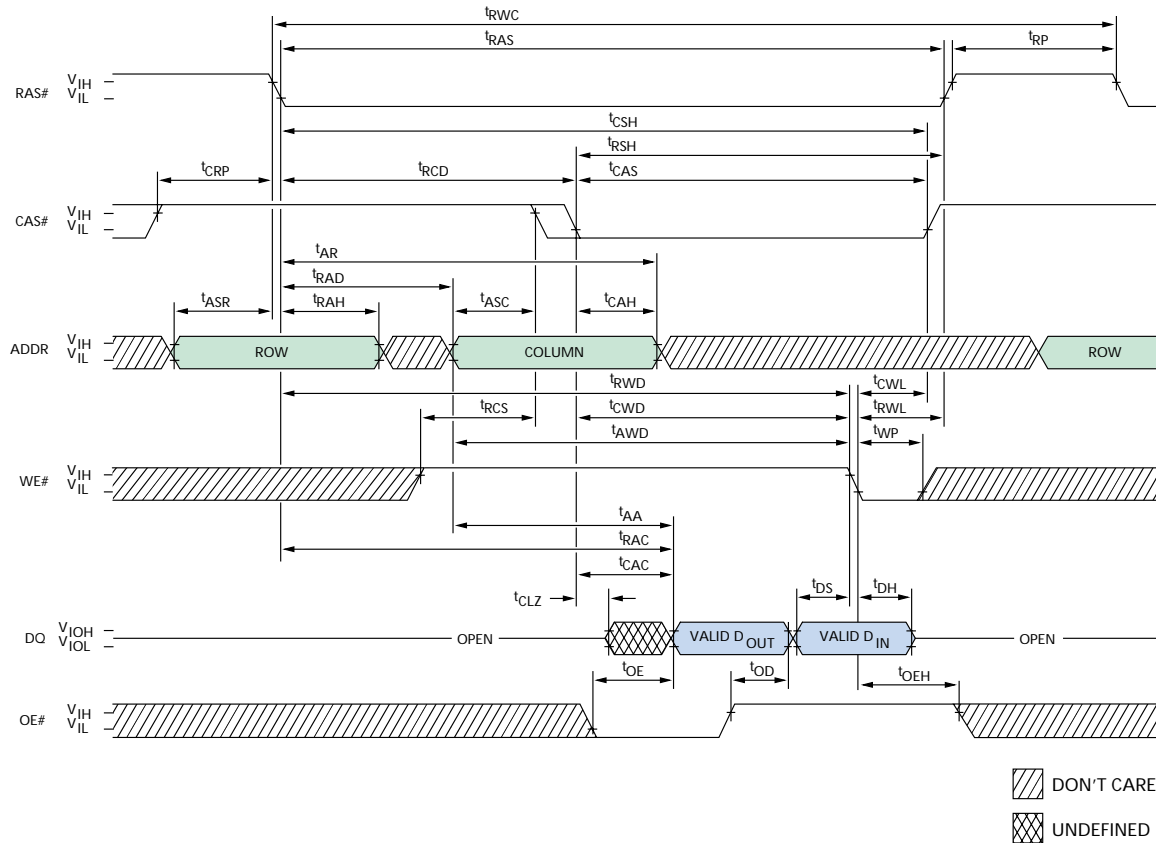 tRWC
tRAS
tRP
RAS#
VIH
VIL
tCSH
tRSH
tCRP
tRCD
tCAS
CAS#
VIH
VIL
tAR
tRAD
tASR
tRAH
tASC
tCAH
ADDR
VIH
VIL
ROW
COLUMN
ROW
tRWD
tCWL
tRCS
tCWD
tRWL
tAWD
tWP
WE#
VIH
VIL
tAA
tRAC
tCAC
tCLZ
tDS
tDH
DQ
VIOH
VIOL
OPEN
VALID DOUT
VALID DIN
OPEN
tOE
tOD
tOEH
OE#
VIH
VIL
DON'T CARE
UNDEFINED